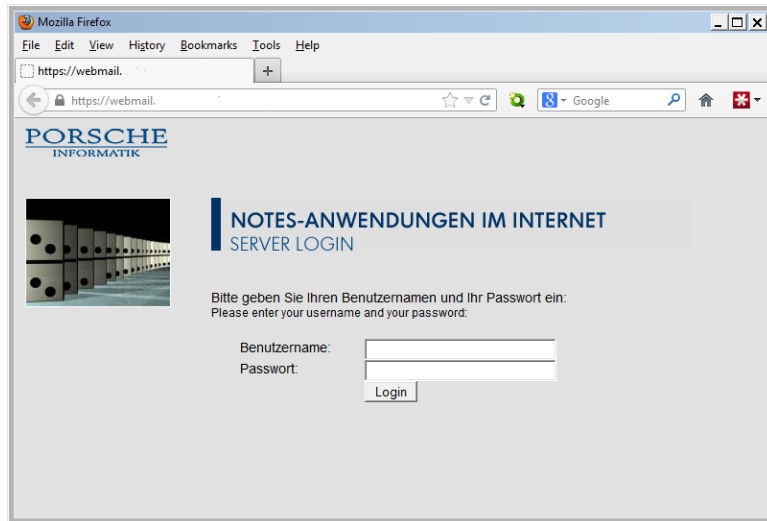 Mozilla Firefox
File Edit View History Bookmarks Tools Help
https://webmail.
https://webmail.
Google
PORSCHE
INFORMATIK
NOTES-ANWENDUNGEN IM INTERNET
SERVER LOGIN
Bitte geben Sie Ihren Benutzernamen und Ihr Passwort ein:
Please enter your username and your password:
Benutzername:
Passwort:
Login